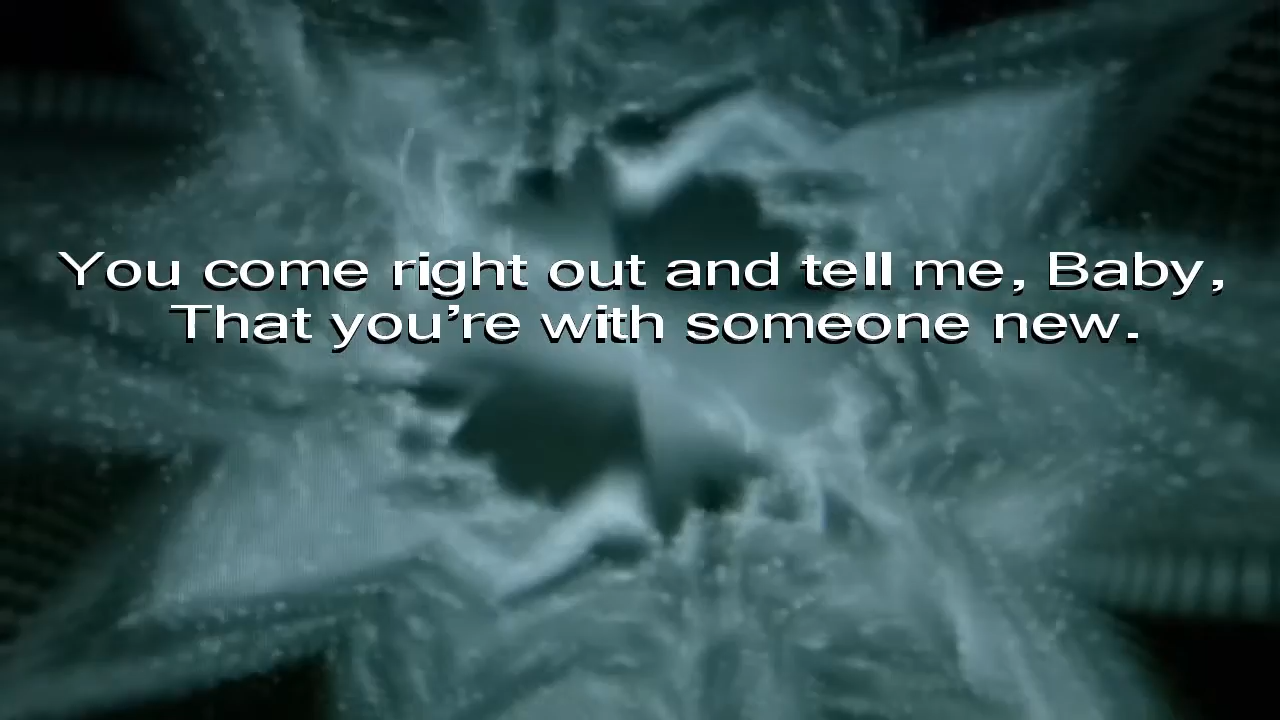 You come right out and tell me, Baby,
That you’re with someone new.